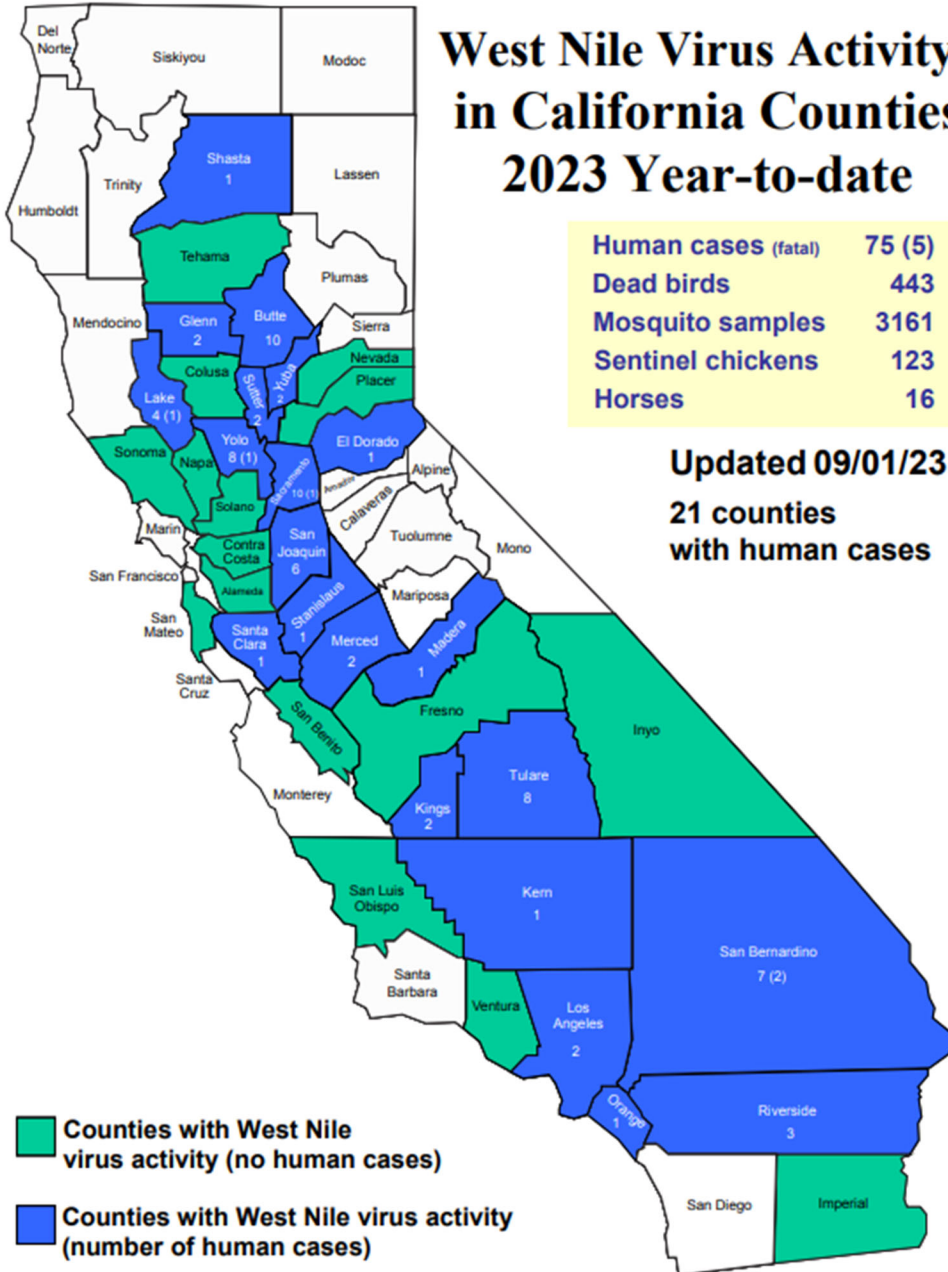 West Nile Virus Activity
in California Counties
2023 Year-to-date
Human cases (fatal) 75 (5)
Dead birds 443
Mosquito samples 3161
Sentinel chickens 123
Horses 16
Updated 09/01/23
21 counties
with human cases
Del
Norte
Siskiyou
Modoc
Shasta
1
Lassen
Trinity
Humboldt
Tehama
Plumas
Mendocino
Glenn
2
Butte
10
Sierra
Colusa
Nevada
Yuba
2
Sutter
2
Placer
Lake
4 (1)
Yolo
8 (1)
El Dorado
1
Sonoma
Napa
Sacramento
10 (1)
Amador
Alpine
Solano
Calaveras
Marin
Contra
Costa
San
Joaquin
6
Tuolumne
Mono
San Francisco
Alameda
Stanislaus
1
Mariposa
San
Mateo
Santa
Clara
1
Merced
2
Madera
1
Santa
Cruz
San Benito
Fresno
Inyo
Monterey
Kings
2
Tulare
8
San Luis
Obispo
Kern
1
San Bernardino
7 (2)
Santa
Barbara
Ventura
Los
Angeles
2
Orange
1
Riverside
3
San Diego
Imperial
Counties with West Nile
virus activity (no human cases)
Counties with West Nile virus activity
(number of human cases)